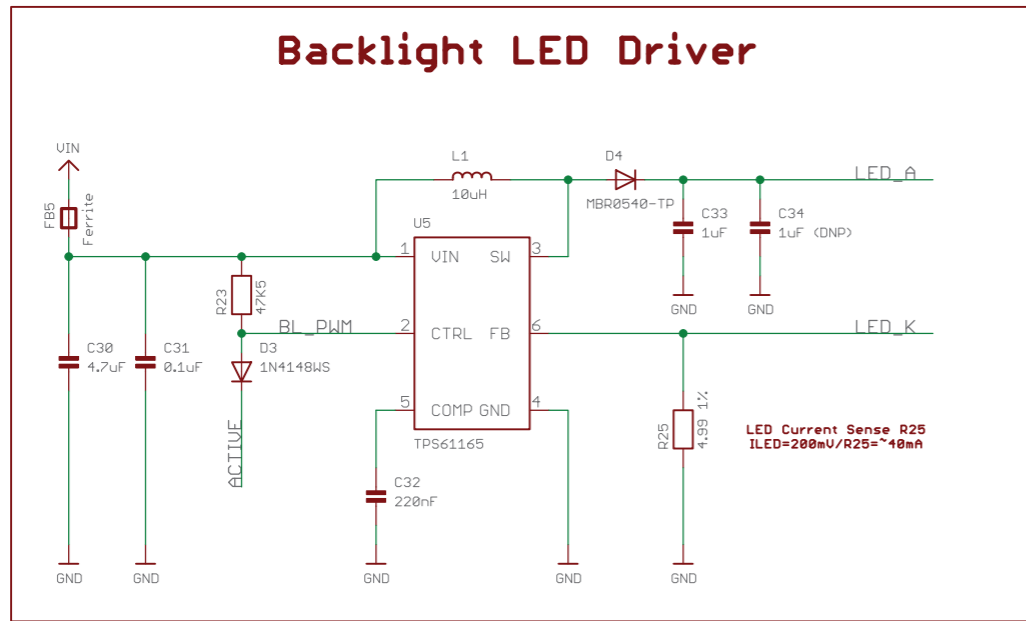 Backlight LED Driver
VIN
FB5
Ferrite
L1
10uH
D4
MBR0540-TP
LED_A
C33
1uF
C34
1uF (DNP)
GND
GND
U5
1
VIN
SW
3
R23
47K5
BL_PWM
2
CTRL
FB
6
LED_K
C30
4.7uF
C31
0.1uF
D3
1N4148WS
ACTIVE
5
COMP
GND
4
TPS61165
R25
4.99 1%
LED Current Sense R25
ILED=200mV/R25=~40mA
C32
220nF
GND
GND
GND
GND
GND